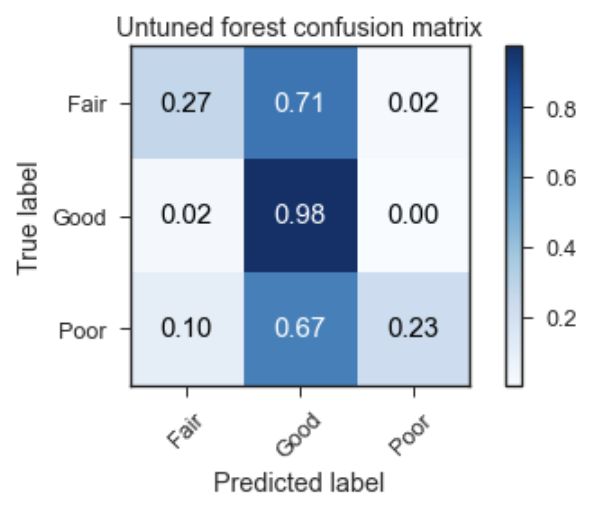 Untuned forest confusion matrix
True label
Fair 0.27 0.71 0.02
Good 0.02 0.98 0.00
Poor 0.10 0.67 0.23
Fair Good Poor
Predicted label
0.8
0.6
0.4
0.2